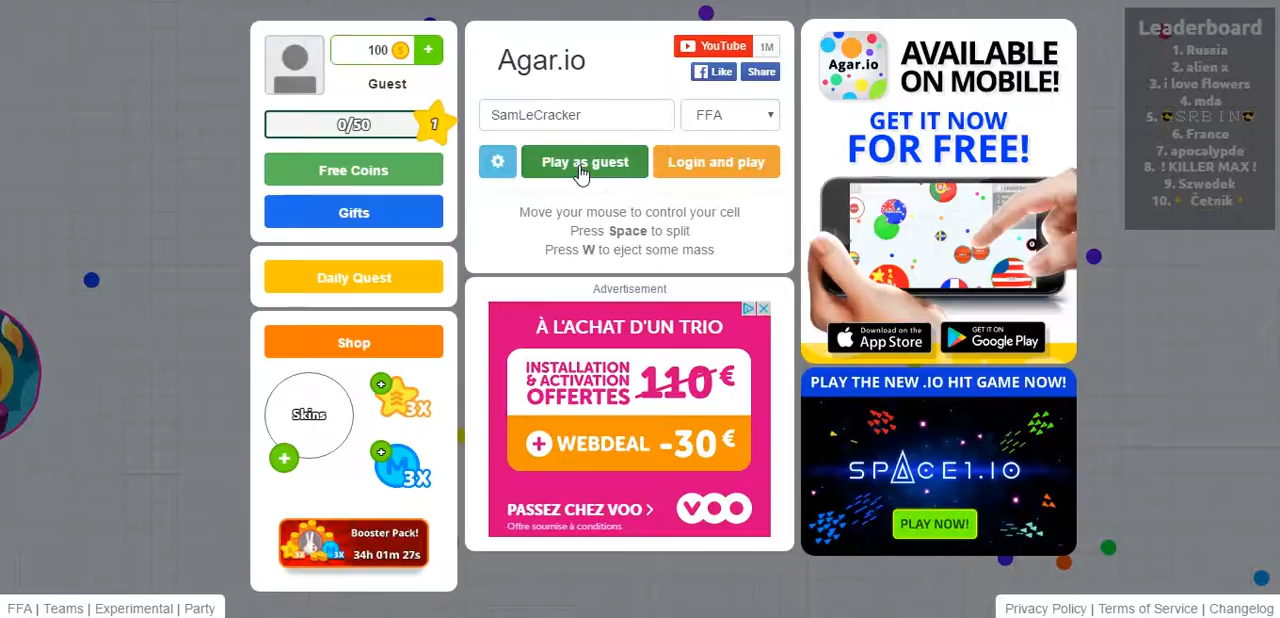 100
+
Guest
0/50
1
Free Coins
Gifts
Daily Quest
Shop
Skins
+
3X
M
3X
Booster Pack!
3X
3X
34h 01m 27s
Agar.io
YouTube 1M
Like Share
SamLeCracker FFA
Play as guest Login and play
Move your mouse to control your cell
Press Space to split
Press W to eject some mass
Advertisement
À L'ACHAT D'UN TRIO
INSTALLATION
& ACTIVATION
OFFERTES
110€
+ WEBDEAL -30€
PASSEZ CHEZ VOO >
Offre soumise à conditions
VOO
Agar.io
AVAILABLE
ON MOBILE!
GET IT NOW
FOR FREE!
Download on the
App Store
GET IT ON
Google Play
PLAY THE NEW .IO HIT GAME NOW!
SPACE1.IO
PLAY NOW!
Leaderboard
1. Russia
2. alien x
3. i love flowers
4. mda
5. 😎S R B I N😎
6. France
7. apocalypde
8. ! KILLER MAX !
9. Szwedek
10. Četnik
FFA | Teams | Experimental | Party
Privacy Policy | Terms of Service | Changelog